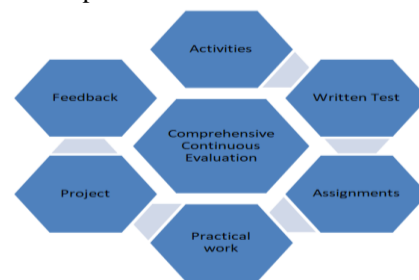 Activities
Feedback
Written Test
Comprehensive
Continuous
Evaluation
Project
Assignments
Practical
work